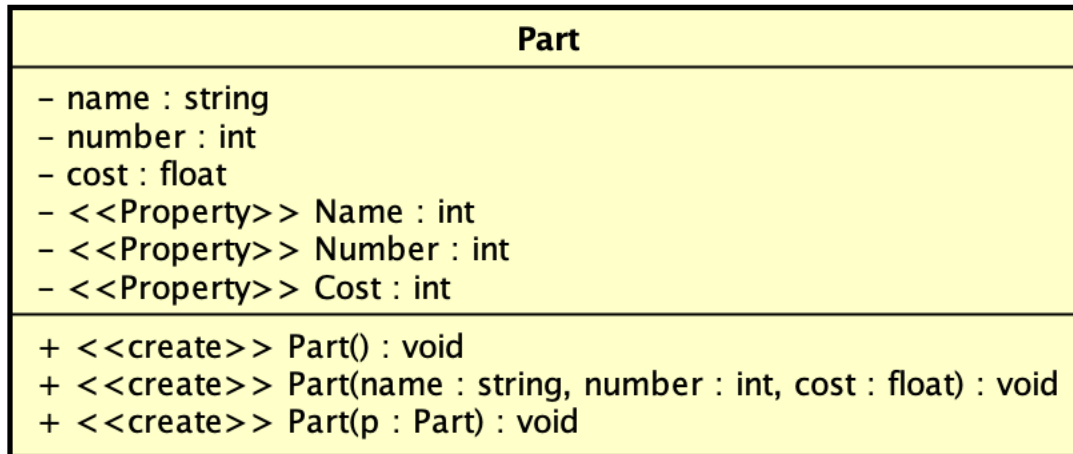 Part
– name : string
– number : int
– cost : float
– <<Property>> Name : int
– <<Property>> Number : int
– <<Property>> Cost : int
+ <<create>> Part() : void
+ <<create>> Part(name : string, number : int, cost : float) : void
+ <<create>> Part(p : Part) : void